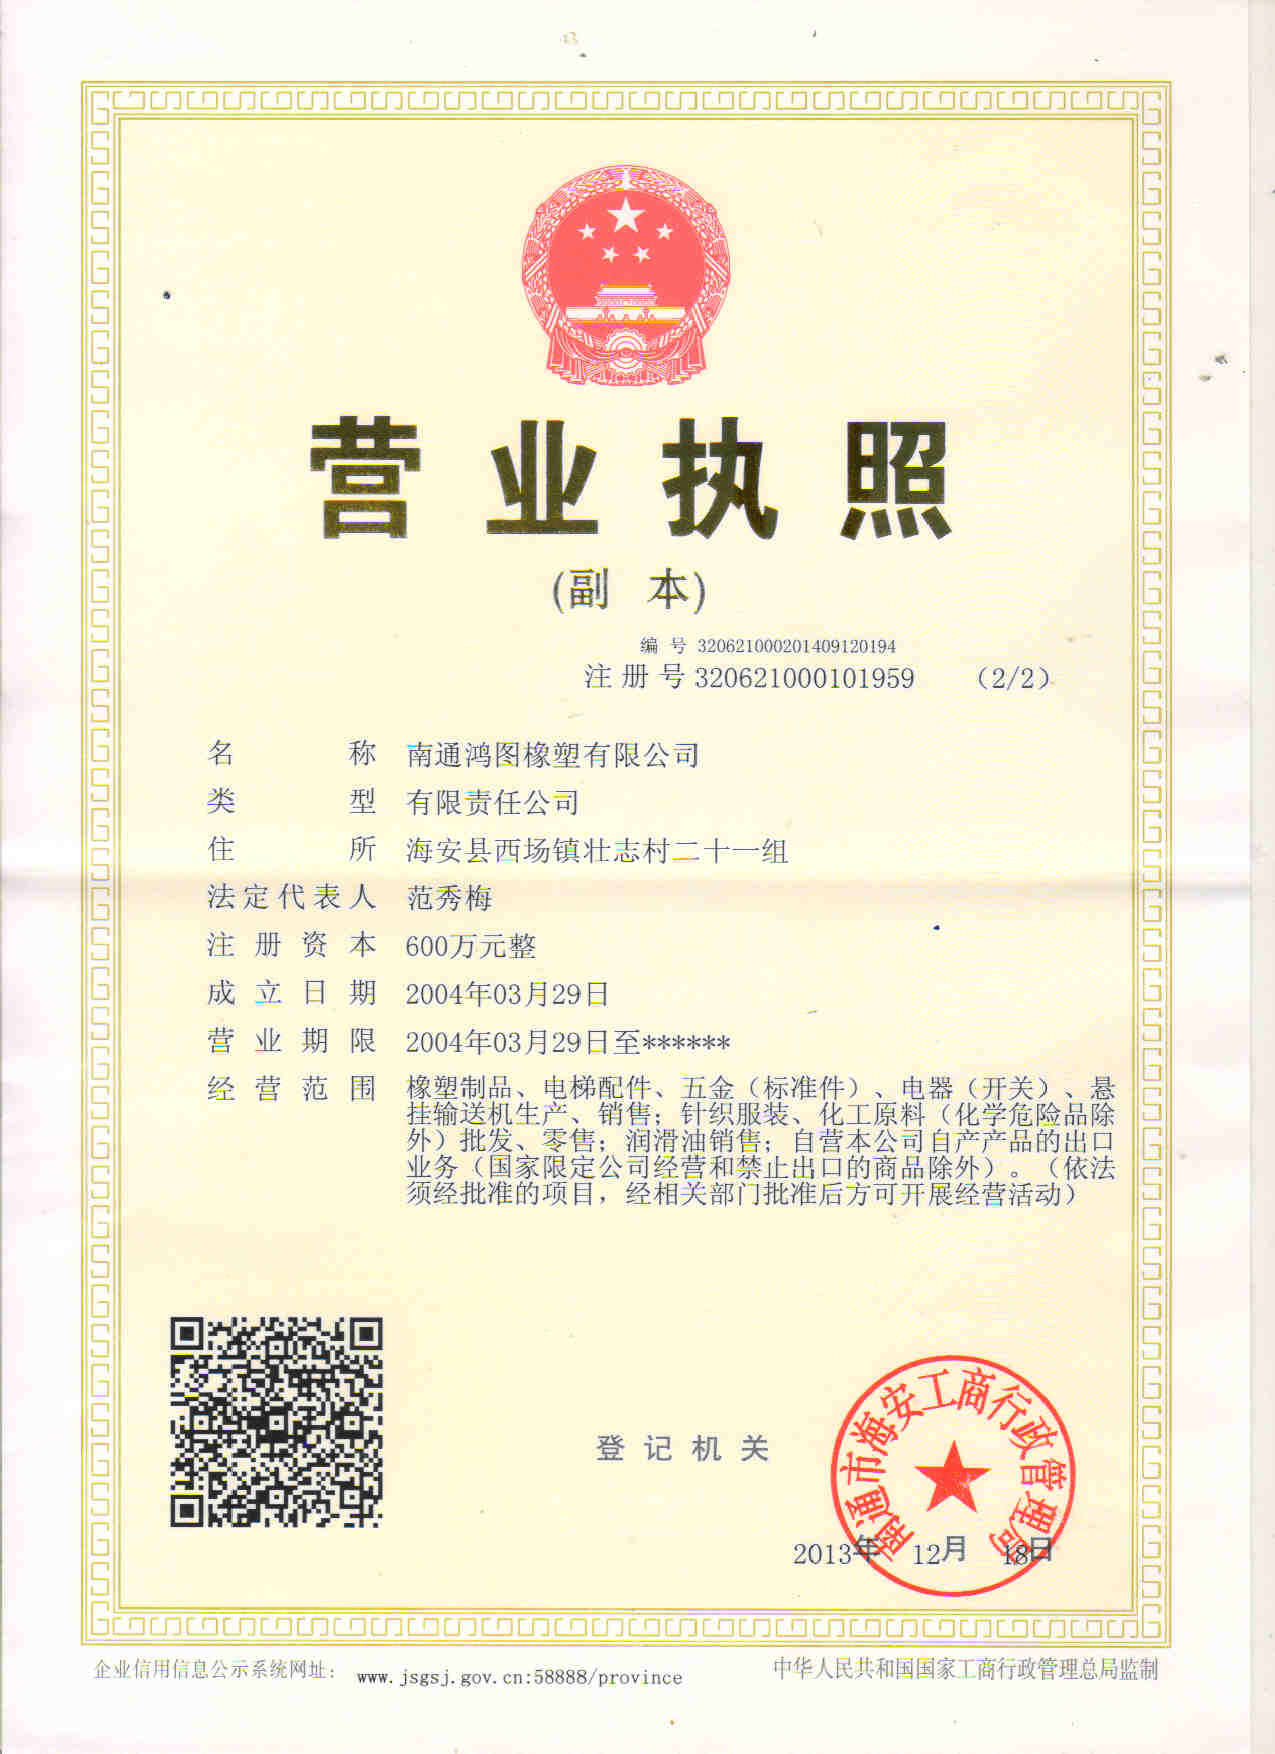 营业执照
(副 本)
编 号 320621000201409120194
注 册 号 320621000101959 （2/2）
名 称 南通鸿图橡塑有限公司
类 型 有限责任公司
住 所 海安县西场镇壮志村二十一组
法定代表人 范秀梅
注 册 资 本 600万元整
成 立 日 期 2004年03月29日
营 业 期 限 2004年03月29日至******
经 营 范 围 橡塑制品、电梯配件、五金（标准件）、电器（开关）、悬
挂输送机生产、销售；针织服装、化工原料（化学危险品除
外）批发、零售；润滑油销售；自营本公司自产产品的出口
业务（国家限定公司经营和禁止出口的商品除外）。（依法
须经批准的项目，经相关部门批准后方可开展经营活动）
南通市海安工商行政管理局
登 记 机 关
2013年 12月 18日
企业信用信息公示系统网址： www.jsgsj.gov.cn:58888/province
中华人民共和国国家工商行政管理总局监制